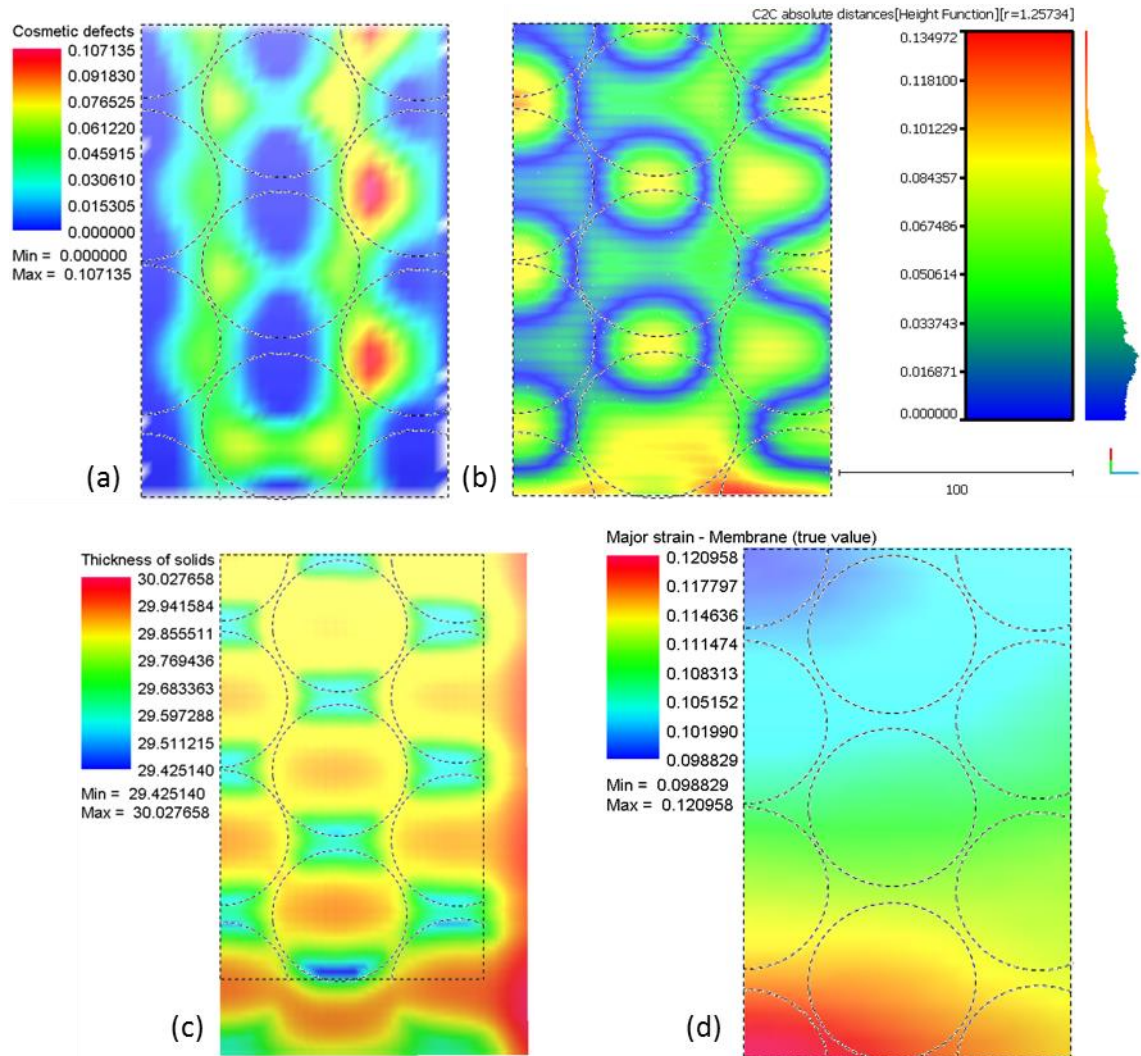 Cosmetic defects
0.107135
0.091830
0.076525
0.061220
0.045915
0.030610
0.015305
0.000000
Min = 0.000000
Max = 0.107135
(a)
C2C absolute distances[Height Function][r=1.25734]
0.134972
0.118100
0.101229
0.084357
0.067486
0.050614
0.033743
0.016871
0.000000
100
(b)
Thickness of solids
30.027658
29.941584
29.855511
29.769436
29.683363
29.597288
29.511215
29.425140
Min = 29.425140
Max = 30.027658
(c)
Major strain - Membrane (true value)
0.120958
0.117797
0.114636
0.111474
0.108313
0.105152
0.101990
0.098829
Min = 0.098829
Max = 0.120958
(d)